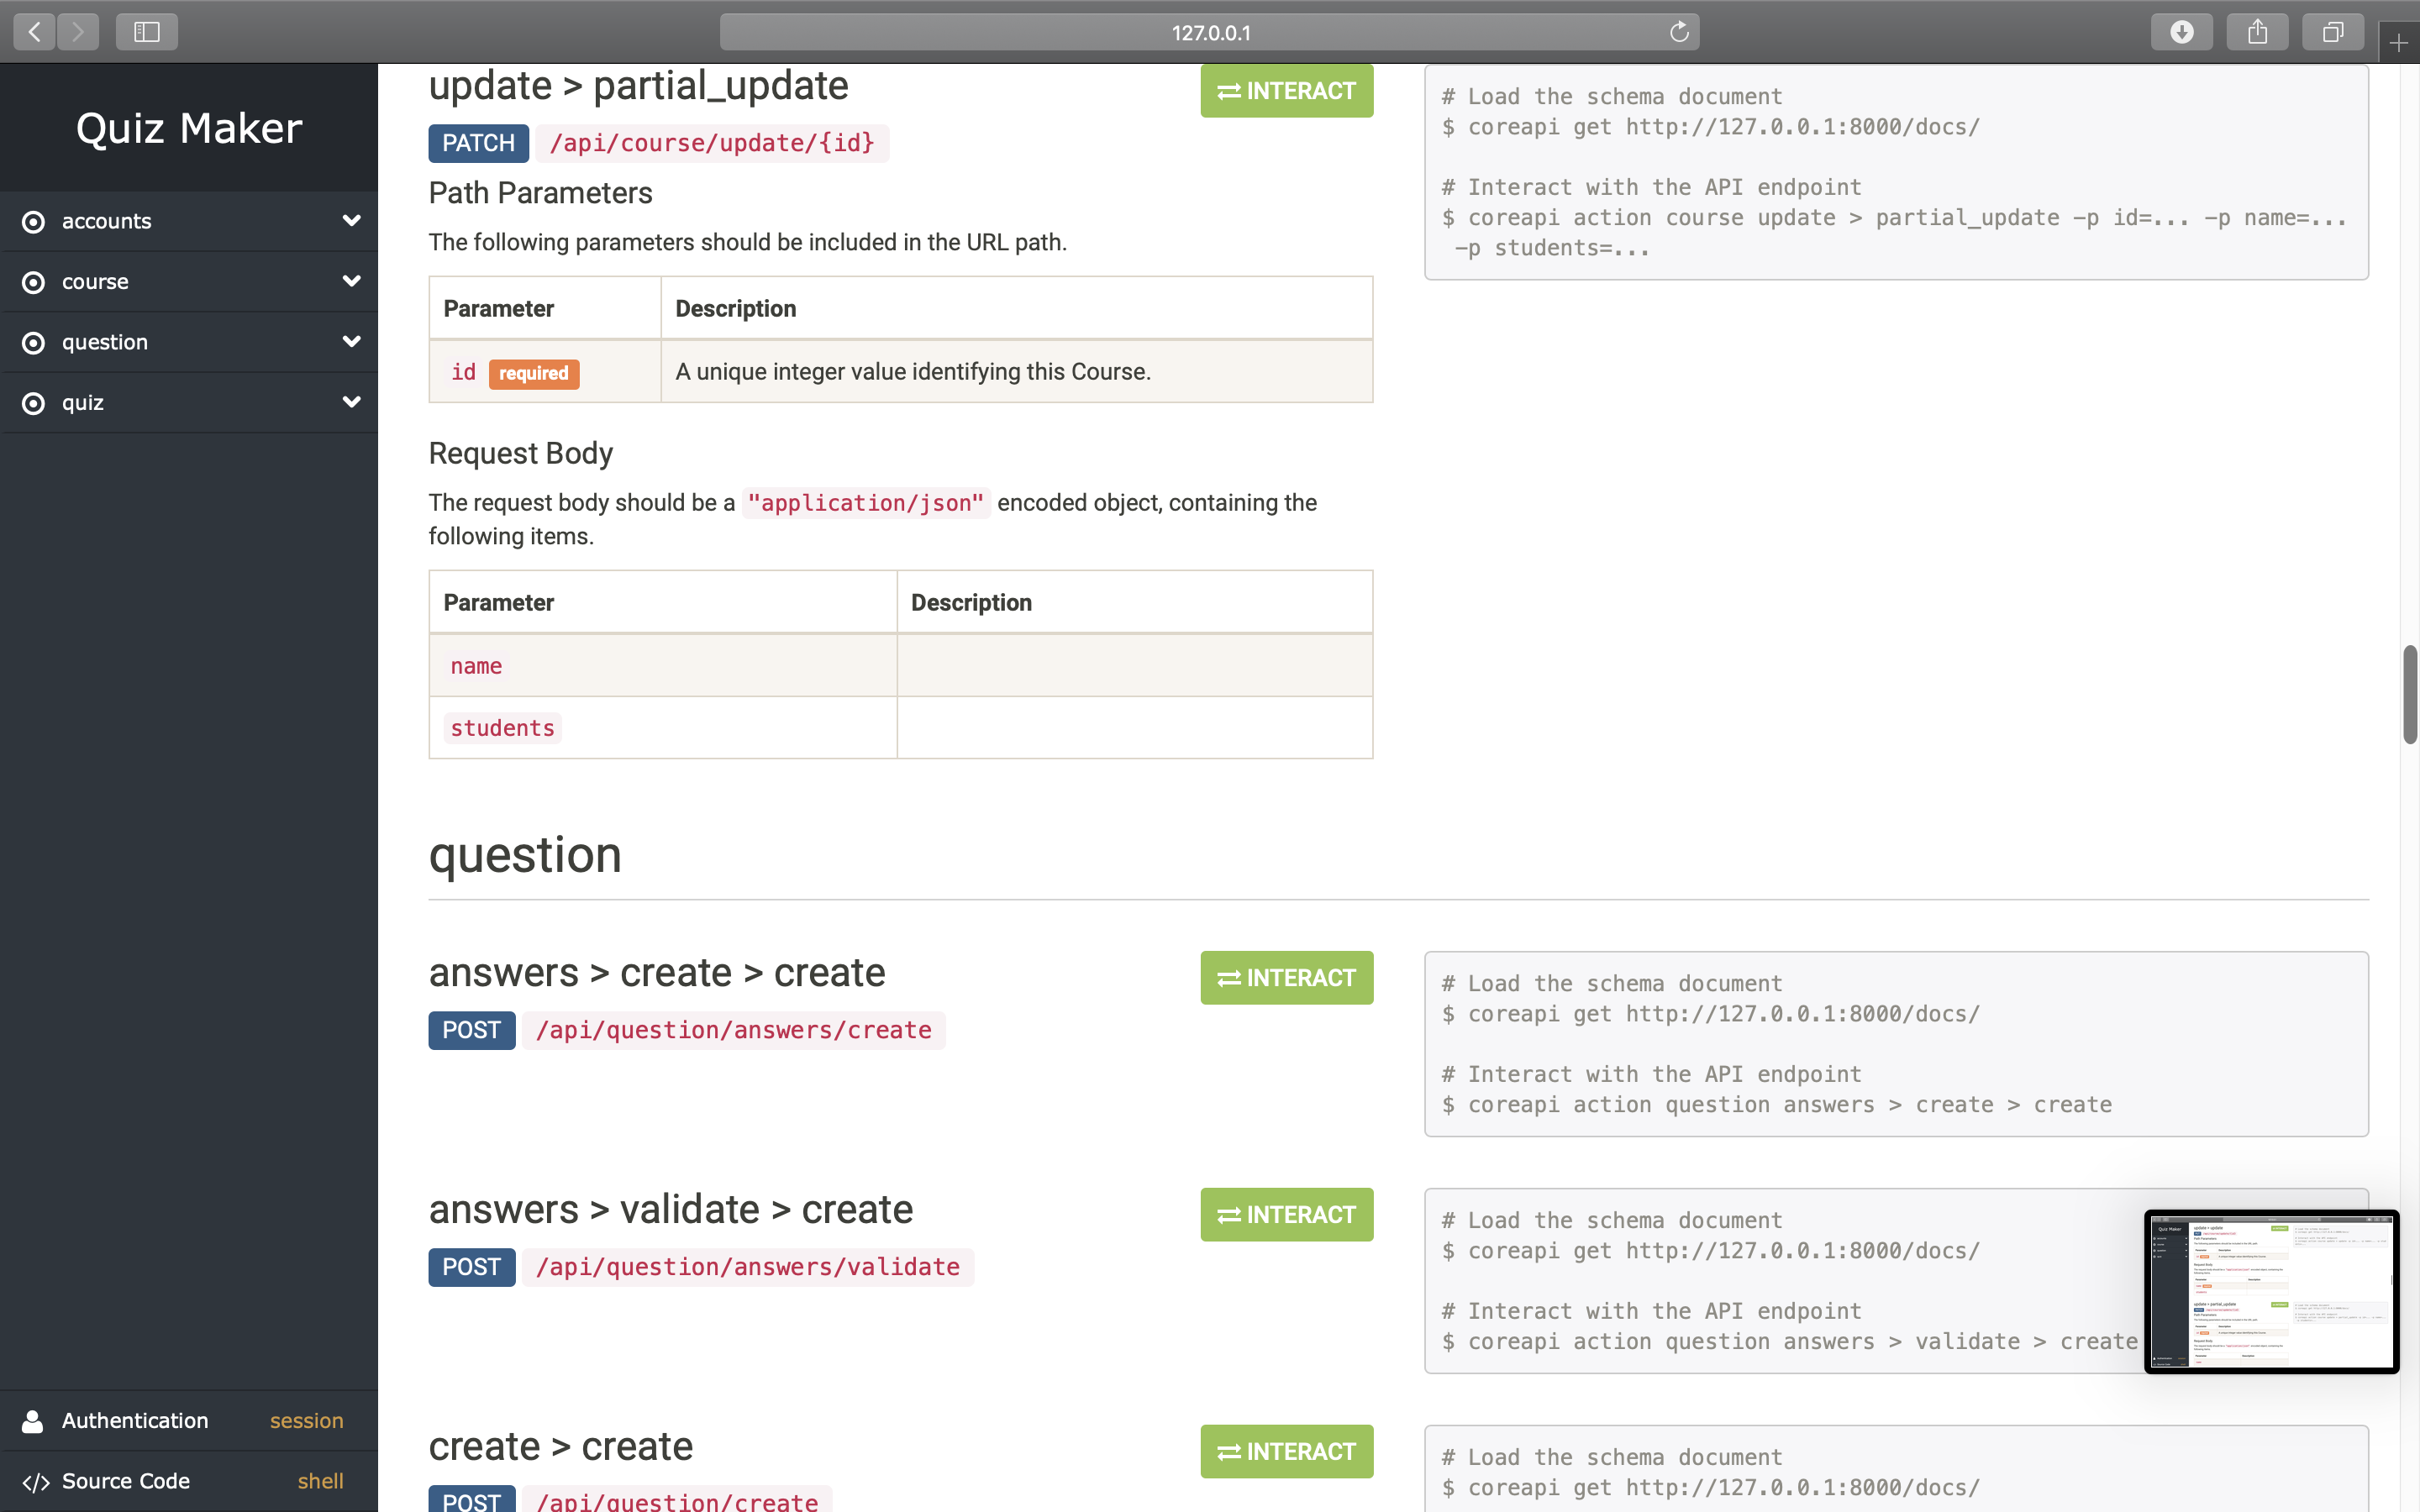 127.0.0.1
Quiz Maker
accounts
course
question
quiz
Authentication session
Source Code shell
update > partial_update
INTERACT
PATCH /api/course/update/{id}
Path Parameters
The following parameters should be included in the URL path.
Parameter Description
id required A unique integer value identifying this Course.
Request Body
The request body should be a "application/json" encoded object, containing the
following items.
Parameter Description
name
students
# Load the schema document
$ coreapi get http://127.0.0.1:8000/docs/
# Interact with the API endpoint
$ coreapi action course update > partial_update -p id=... -p name=...
-p students=...
question
answers > create > create
INTERACT
POST /api/question/answers/create
# Load the schema document
$ coreapi get http://127.0.0.1:8000/docs/
# Interact with the API endpoint
$ coreapi action question answers > create > create
answers > validate > create
INTERACT
POST /api/question/answers/validate
# Load the schema document
$ coreapi get http://127.0.0.1:8000/docs/
# Interact with the API endpoint
$ coreapi action question answers > validate > create
create > create
INTERACT
POST /api/question/create
# Load the schema document
$ coreapi get http://127.0.0.1:8000/docs/